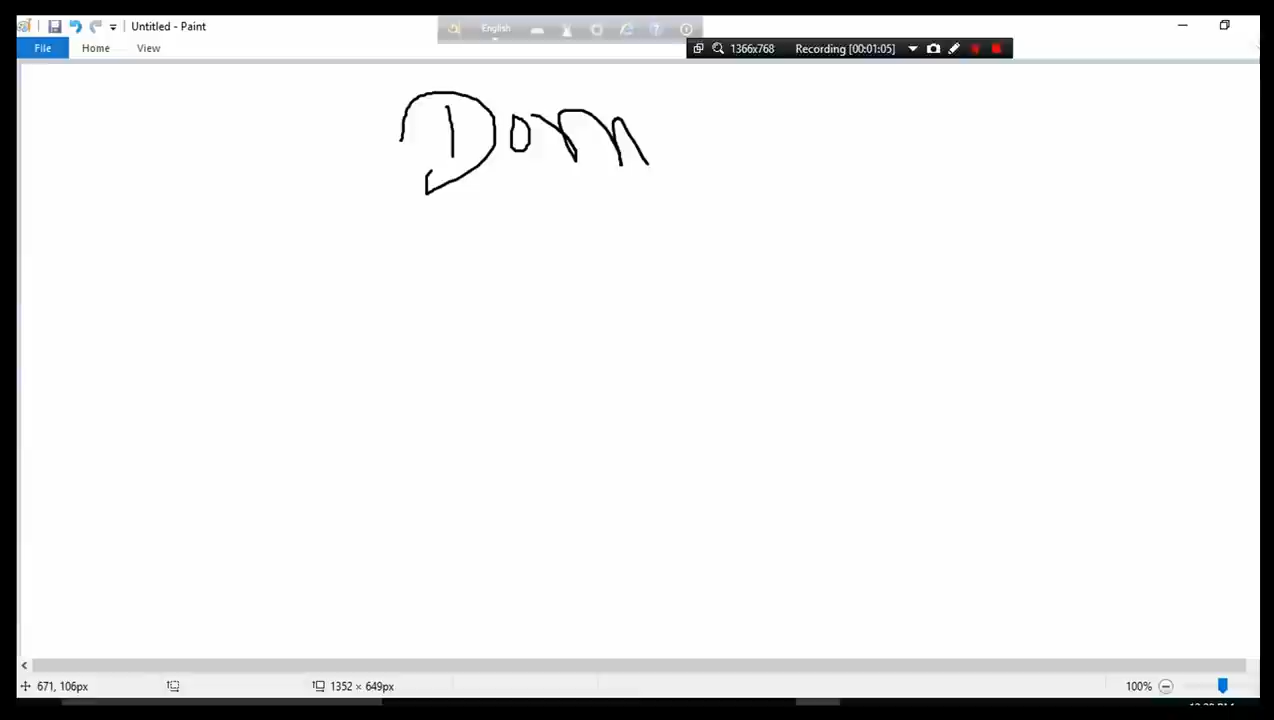 Untitled - Paint
English
File Home View
1366x768 Recording [00:01:05]
Dom
671, 106px 1352 × 649px 100%